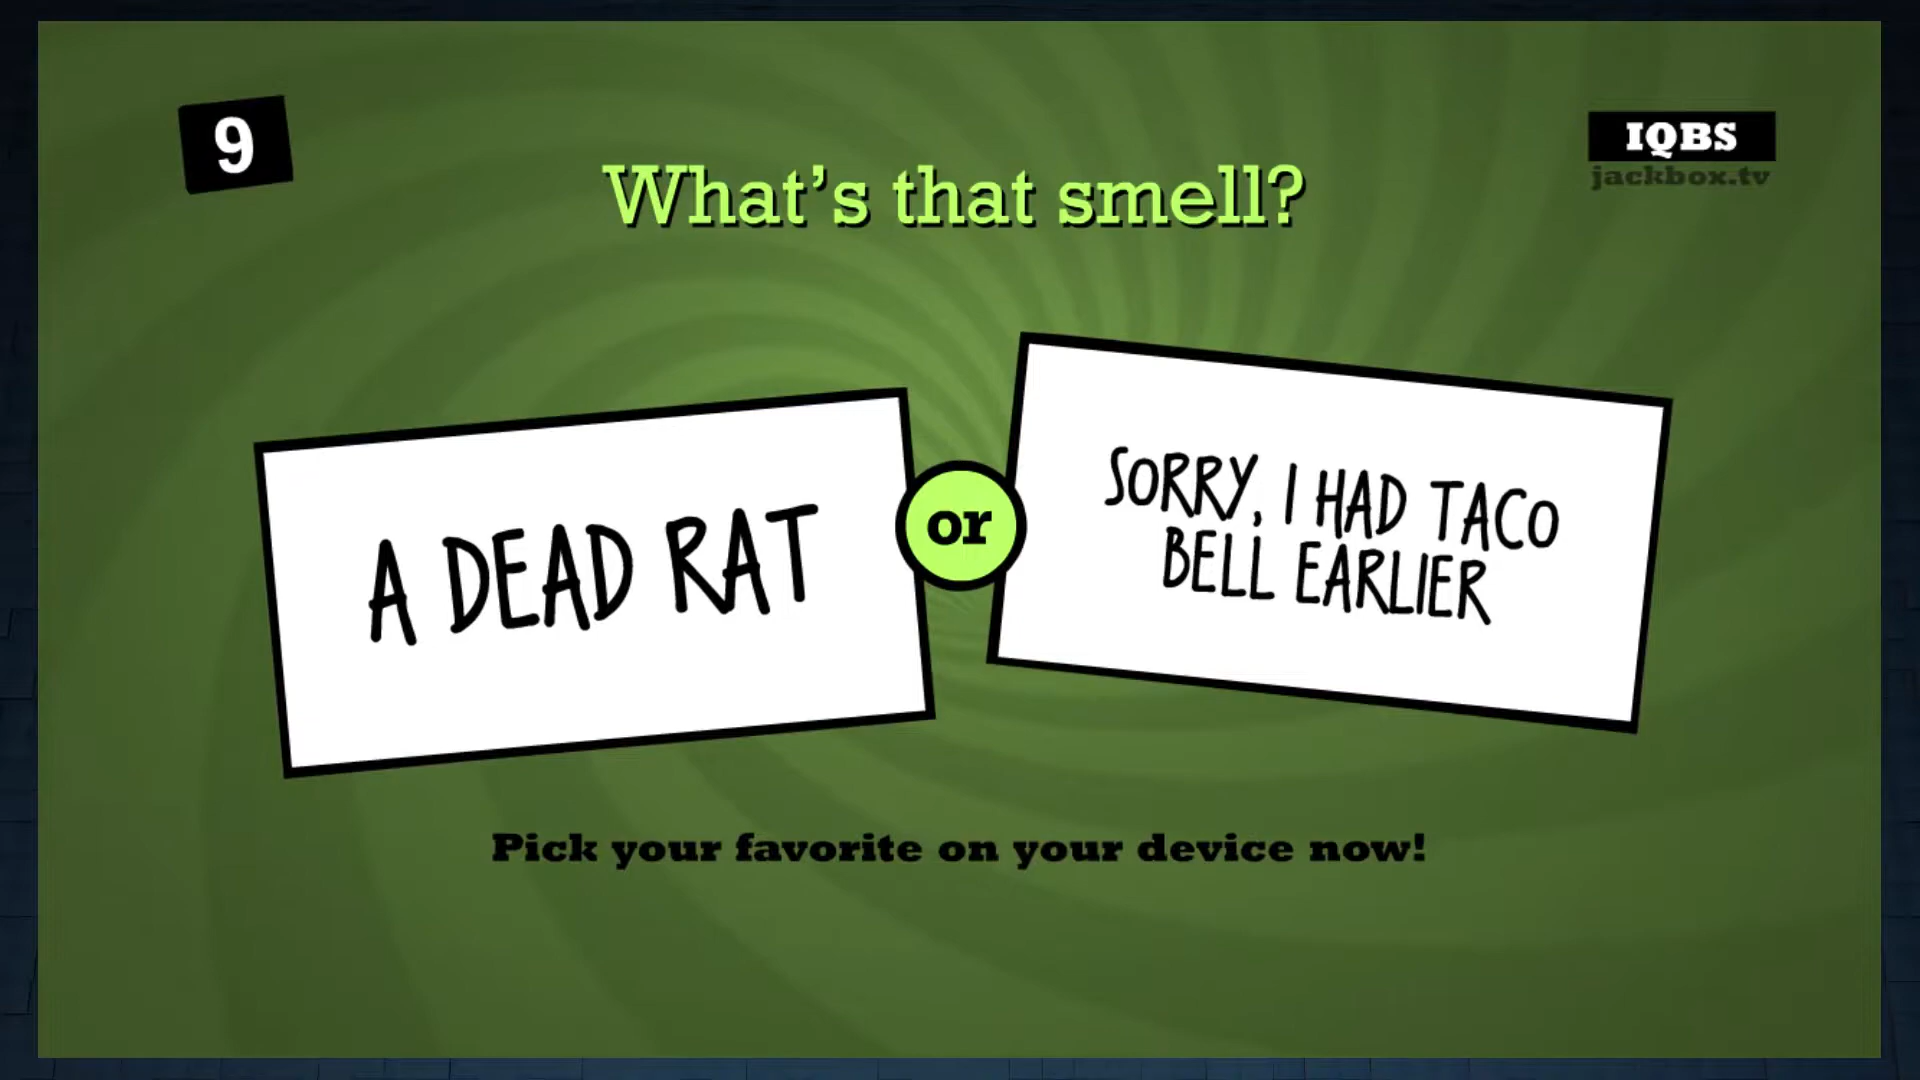 9
IQBS
jackbox.tv
What's that smell?
A DEAD RAT
or
SORRY, I HAD TACO
BELL EARLIER
Pick your favorite on your device now!